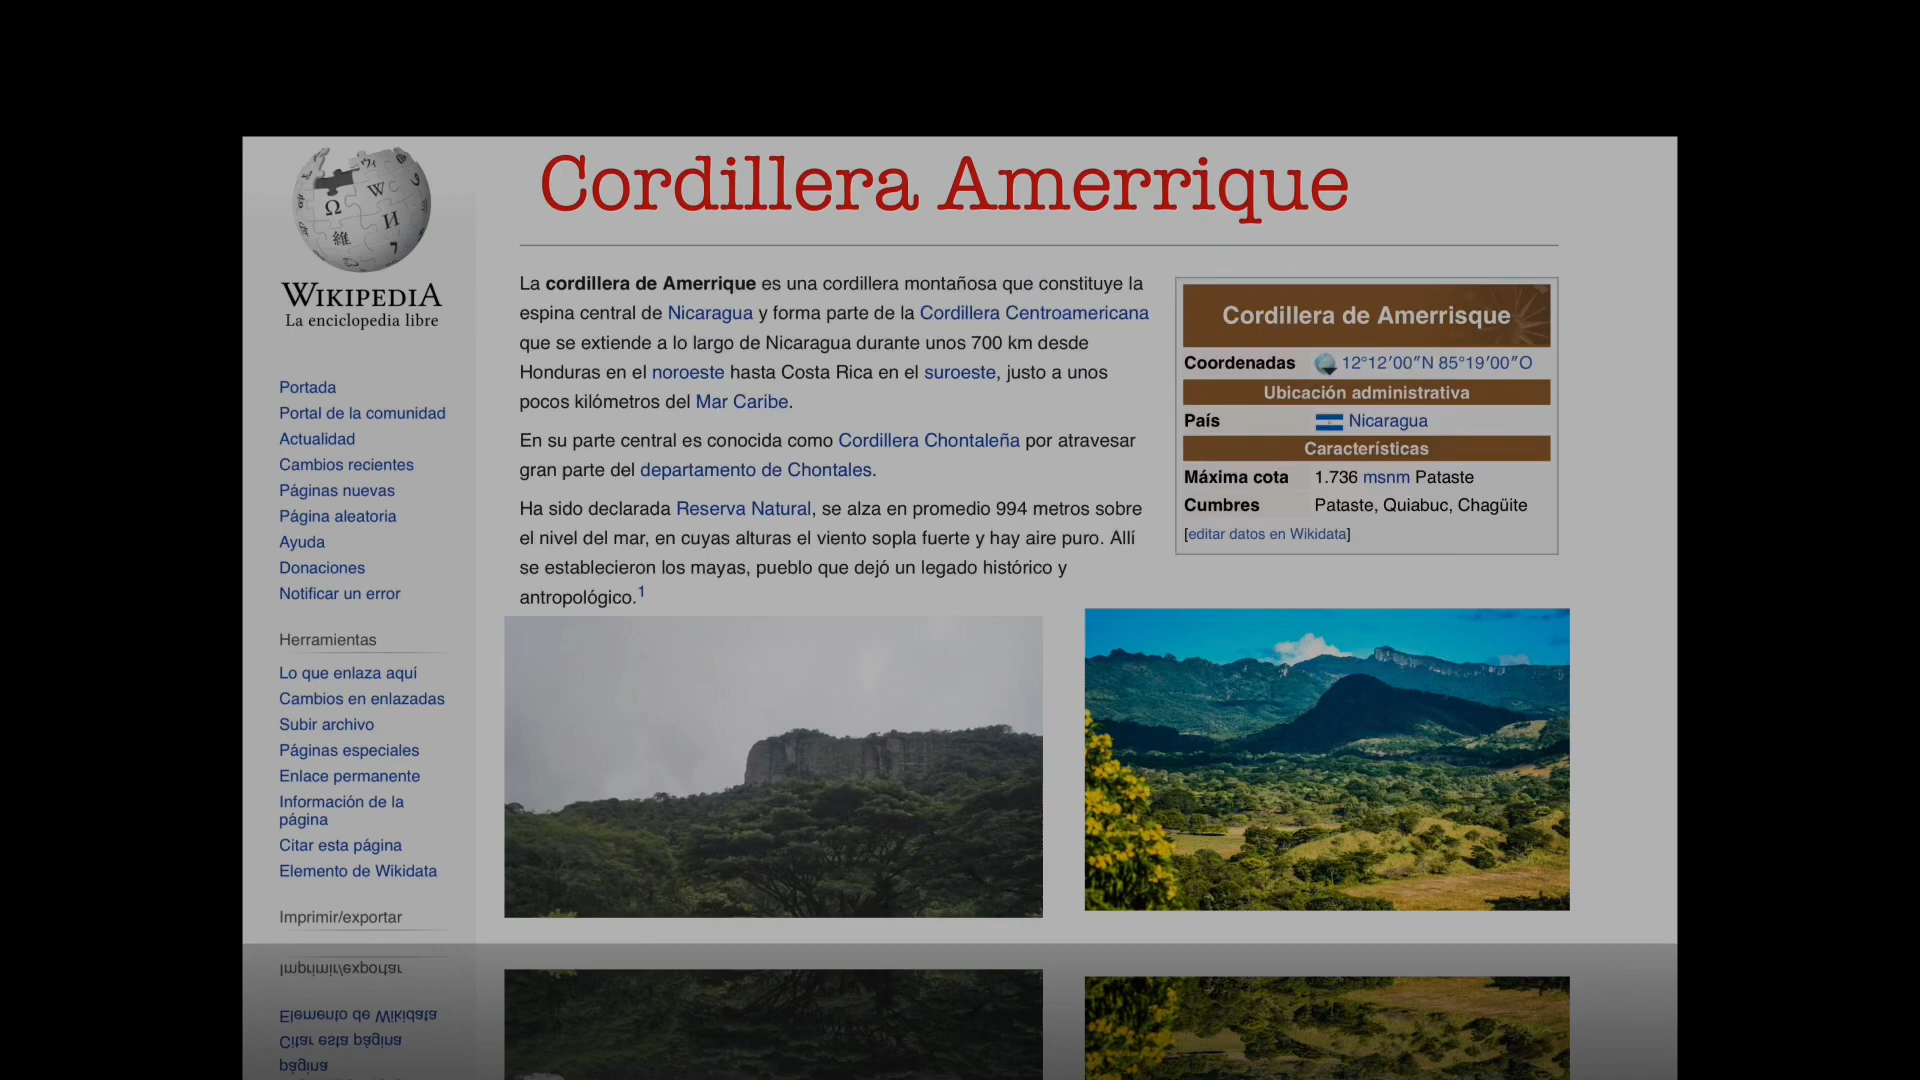 Cordillera Amerrique
WIKIPEDIA
La enciclopedia libre
Portada
Portal de la comunidad
Actualidad
Cambios recientes
Páginas nuevas
Página aleatoria
Ayuda
Donaciones
Notificar un error
Herramientas
Lo que enlaza aquí
Cambios en enlazadas
Subir archivo
Páginas especiales
Enlace permanente
Información de la
página
Citar esta página
Elemento de Wikidata
Imprimir/exportar
La cordillera de Amerrique es una cordillera montañosa que constituye la
espina central de Nicaragua y forma parte de la Cordillera Centroamericana
que se extiende a lo largo de Nicaragua durante unos 700 km desde
Honduras en el noroeste hasta Costa Rica en el suroeste, justo a unos
pocos kilómetros del Mar Caribe.
En su parte central es conocida como Cordillera Chontaleña por atravesar
gran parte del departamento de Chontales.
Ha sido declarada Reserva Natural, se alza en promedio 994 metros sobre
el nivel del mar, en cuyas alturas el viento sopla fuerte y hay aire puro. Allí
se establecieron los mayas, pueblo que dejó un legado histórico y
antropológico.1
Cordillera de Amerrisque
Coordenadas 12°12′00″N 85°19′00″O
Ubicación administrativa
País Nicaragua
Características
Máxima cota 1.736 msnm Pataste
Cumbres Pataste, Quiabuc, Chagüite
[editar datos en Wikidata]
Imprimir/exportar
Elemento de Wikidata
Citar esta página
página